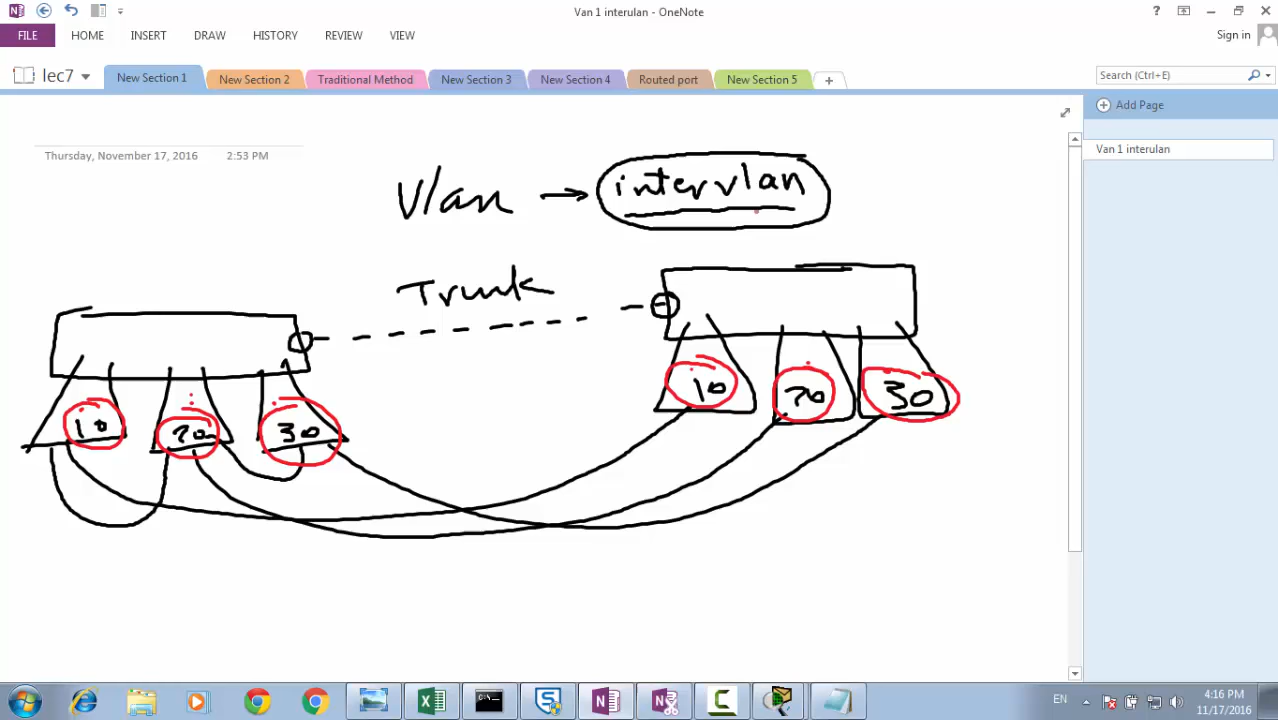 Van 1 interulan - OneNote
FILE HOME INSERT DRAW HISTORY REVIEW VIEW
Sign in
lec7 New Section 1 New Section 2 Traditional Method New Section 3 New Section 4 Routed port New Section 5
Search (Ctrl+E)
Add Page
Van 1 interulan
Thursday, November 17, 2016 2:53 PM
Vlan → intervlan
Trunk
10 20 30
10 20 30
EN
4:16 PM
11/17/2016